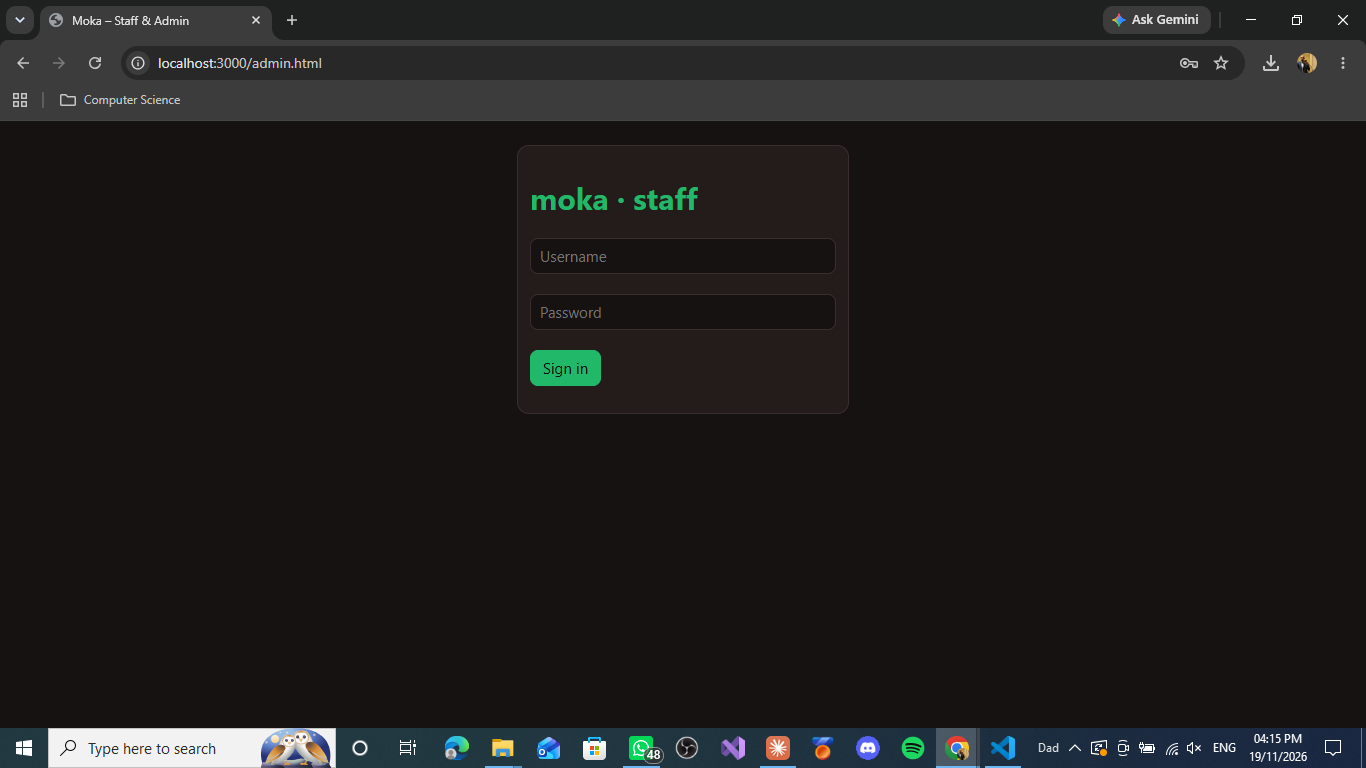 Moka – Staff & Admin
Ask Gemini
localhost:3000/admin.html
Computer Science
moka · staff
Username
Password
Sign in
Type here to search
48
Dad
ENG
04:15 PM
19/11/2026